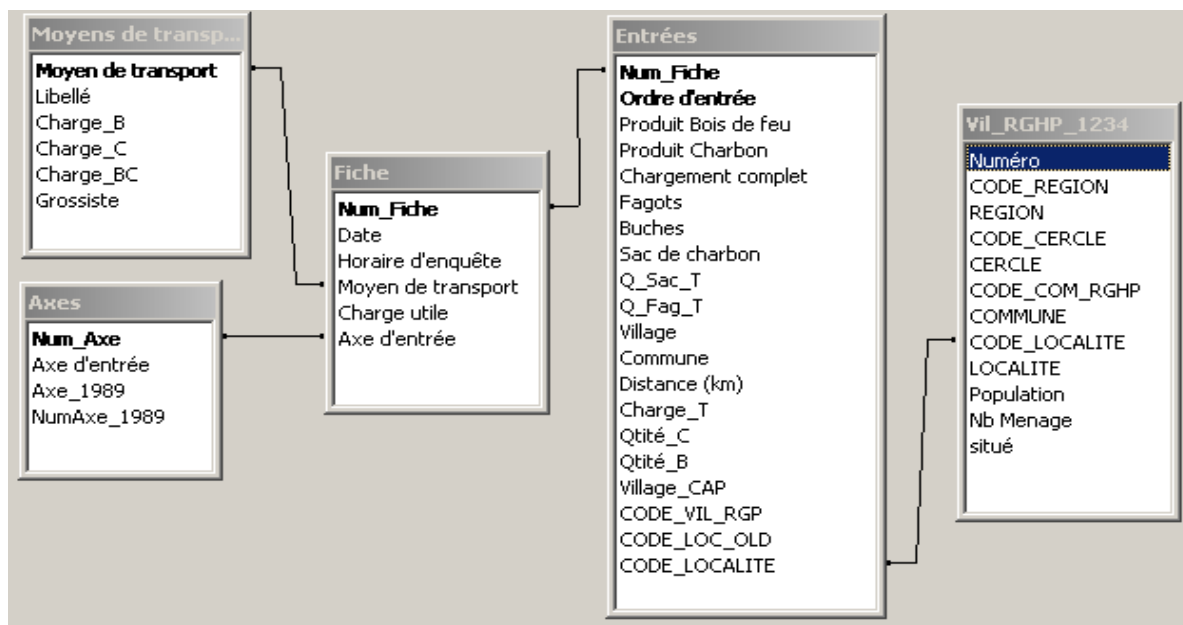 Moyens de transp...
Moyen de transport
Libellé
Charge_B
Charge_C
Charge_BC
Grossiste
Axes
Num_Axe
Axe d'entrée
Axe_1989
NumAxe_1989
Fiche
Num_Fiche
Date
Horaire d'enquête
Moyen de transport
Charge utile
Axe d'entrée
Entrées
Num_Fiche
Ordre d'entrée
Produit Bois de feu
Produit Charbon
Chargement complet
Fagots
Buches
Sac de charbon
Q_Sac_T
Q_Fag_T
Village
Commune
Distance (km)
Charge_T
Qtité_C
Qtité_B
Village_CAP
CODE_VIL_RGP
CODE_LOC_OLD
CODE_LOCALITE
Vil_RGHP_1234
Numéro
CODE_REGION
REGION
CODE_CERCLE
CERCLE
CODE_COM_RGHP
COMMUNE
CODE_LOCALITE
LOCALITE
Population
Nb Menage
situé